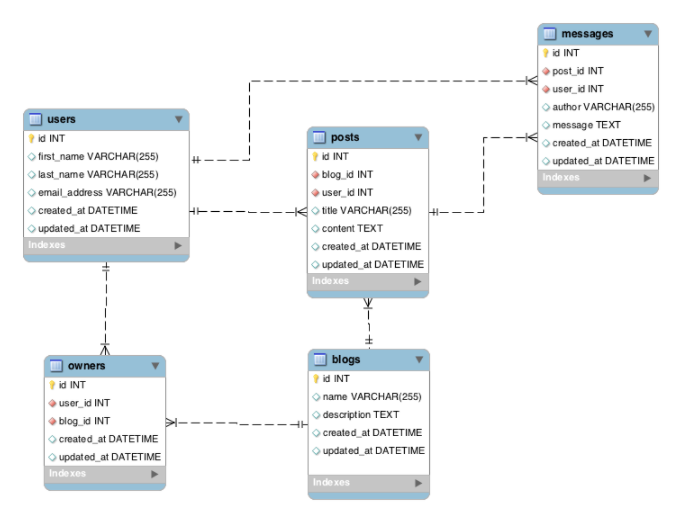 messages
id INT
post_id INT
user_id INT
author VARCHAR(255)
message TEXT
created_at DATETIME
updated_at DATETIME
Indexes
users
id INT
first_name VARCHAR(255)
last_name VARCHAR(255)
email_address VARCHAR(255)
created_at DATETIME
updated_at DATETIME
Indexes
posts
id INT
blog_id INT
user_id INT
title VARCHAR(255)
content TEXT
created_at DATETIME
updated_at DATETIME
Indexes
owners
id INT
user_id INT
blog_id INT
created_at DATETIME
updated_at DATETIME
Indexes
blogs
id INT
name VARCHAR(255)
description TEXT
created_at DATETIME
updated_at DATETIME
Indexes